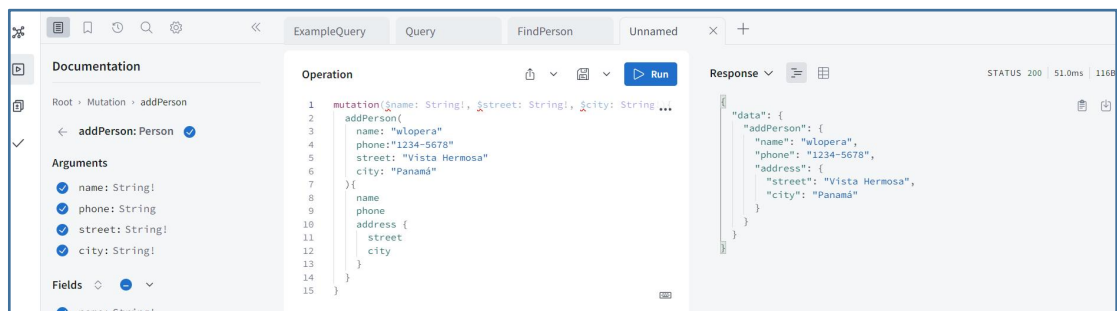 ExampleQuery Query FindPerson Unnamed
Documentation
Root › Mutation › addPerson
addPerson: Person
Arguments
name: String!
phone: String
street: String!
city: String!
Fields
Operation
Run
1 mutation($name: String!, $street: String!, $city: String ...
2 addPerson(
3 name: "wlopera"
4 phone:"1234-5678"
5 street: "Vista Hermosa"
6 city: "Panamá"
7 ){
8 name
9 phone
10 address {
11 street
12 city
13 }
14 }
15 }
Response
STATUS 200 51.0ms 116B
{
"data": {
"addPerson": {
"name": "wlopera",
"phone": "1234-5678",
"address": {
"street": "Vista Hermosa",
"city": "Panamá"
}
}
}
}